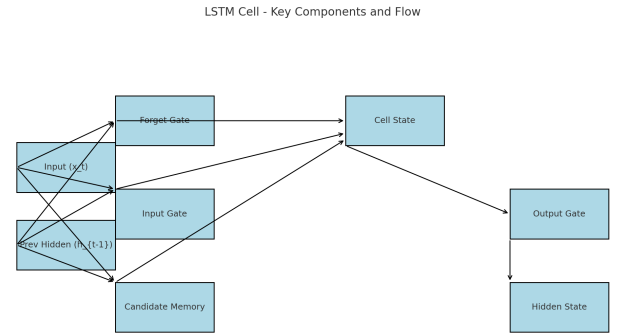 LSTM Cell - Key Components and Flow
Forget Gate
Cell State
Input (x_t)
Input Gate
Output Gate
Prev Hidden (h_{t-1})
Candidate Memory
Hidden State